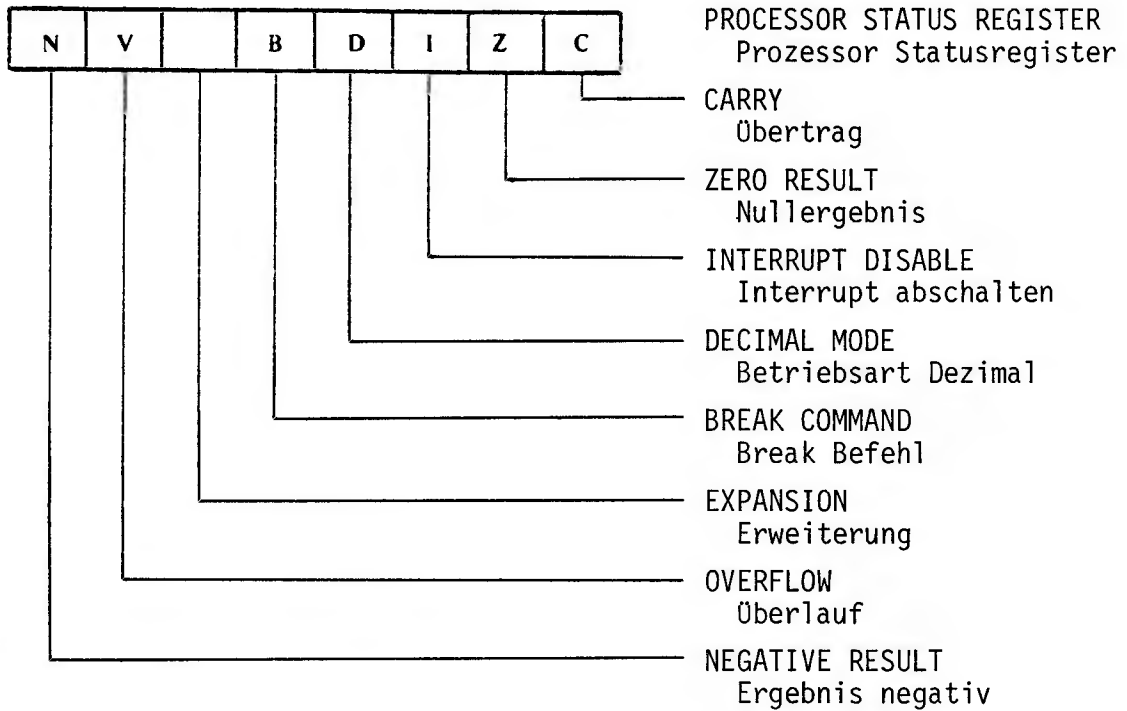 N V B D I Z C
PROCESSOR STATUS REGISTER
Prozessor Statusregister
CARRY
Übertrag
ZERO RESULT
Nullergebnis
INTERRUPT DISABLE
Interrupt abschalten
DECIMAL MODE
Betriebsart Dezimal
BREAK COMMAND
Break Befehl
EXPANSION
Erweiterung
OVERFLOW
Überlauf
NEGATIVE RESULT
Ergebnis negativ